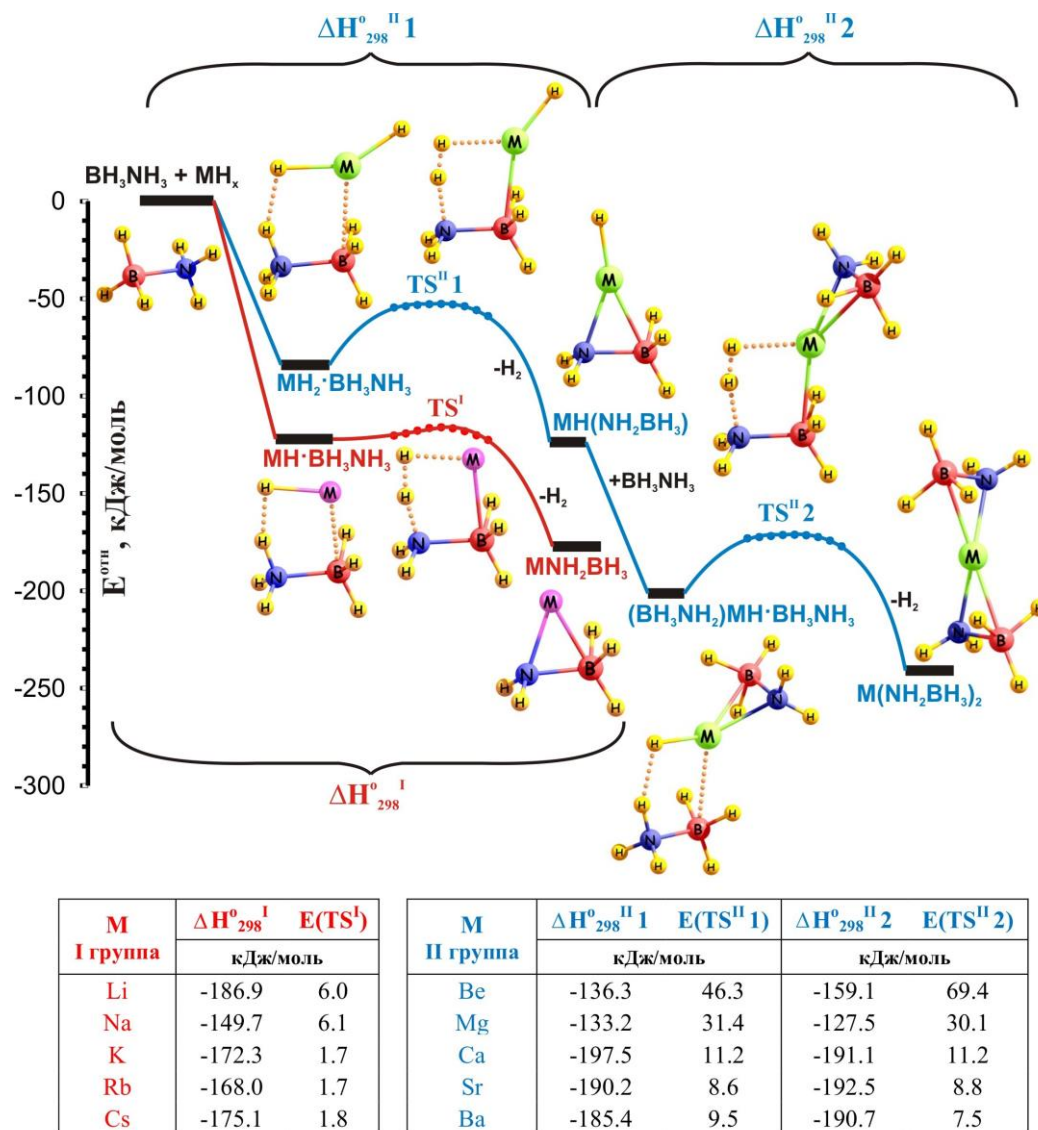 ΔH°₂₉₈ᴵᴵ 1
ΔH°₂₉₈ᴵᴵ 2
BH₃NH₃ + MHₓ
0
-50
-100
-150
-200
-250
-300
Eᵒᵗʰ, кДж/моль
TSᴵᴵ 1
MH₂·BH₃NH₃
-H₂
MH(NH₂BH₃)
TSᴵ
MH·BH₃NH₃
-H₂
MNH₂BH₃
+BH₃NH₃
TSᴵᴵ 2
(BH₃NH₂)MH·BH₃NH₃
-H₂
M(NH₂BH₃)₂
ΔH°₂₉₈ᴵ
M I группа ΔH°₂₉₈ᴵ E(TSᴵ)
кДж/моль
Li -186.9 6.0
Na -149.7 6.1
K -172.3 1.7
Rb -168.0 1.7
Cs -175.1 1.8
M II группа ΔH°₂₉₈ᴵᴵ 1 E(TSᴵᴵ 1) ΔH°₂₉₈ᴵᴵ 2 E(TSᴵᴵ 2)
кДж/моль кДж/моль
Be -136.3 46.3 -159.1 69.4
Mg -133.2 31.4 -127.5 30.1
Ca -197.5 11.2 -191.1 11.2
Sr -190.2 8.6 -192.5 8.8
Ba -185.4 9.5 -190.7 7.5